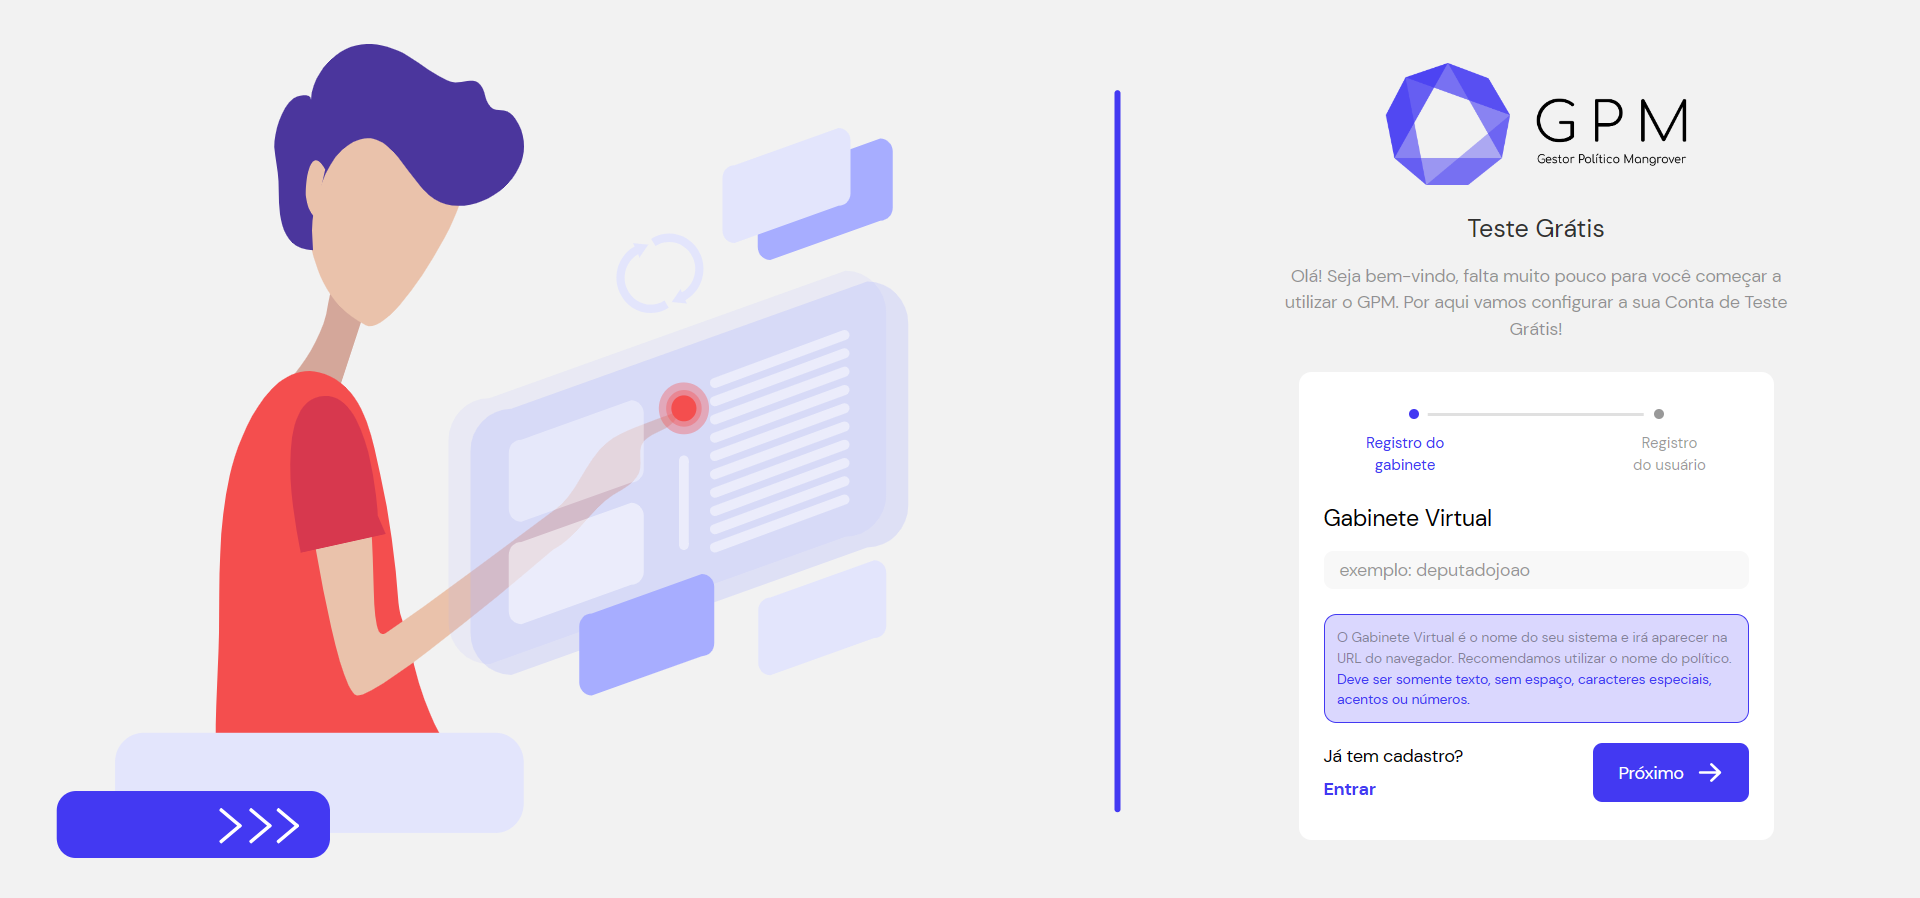 GPM
Gestor Político Mangrover
Teste Grátis
Olá! Seja bem-vindo, falta muito pouco para você começar a
utilizar o GPM. Por aqui vamos configurar a sua Conta de Teste
Grátis!
Registro do
gabinete
Registro
do usuário
Gabinete Virtual
exemplo: deputadojoao
O Gabinete Virtual é o nome do seu sistema e irá aparecer na
URL do navegador. Recomendamos utilizar o nome do político.
Deve ser somente texto, sem espaço, caracteres especiais,
acentos ou números.
Já tem cadastro?
Entrar
Próximo